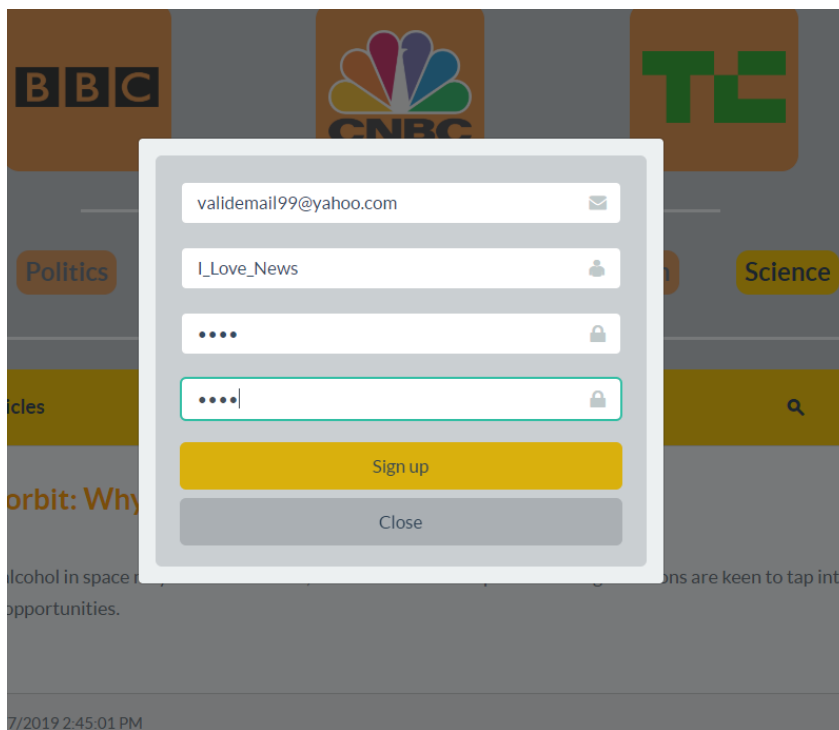 BBC
CNBC
TC
validemail99@yahoo.com
Politics
I_Love_News
Science
••••
••••
icles
Sign up
orbit: Why
Close
alcohol in space
ons are keen to tap int
opportunities.
7/2019 2:45:01 PM